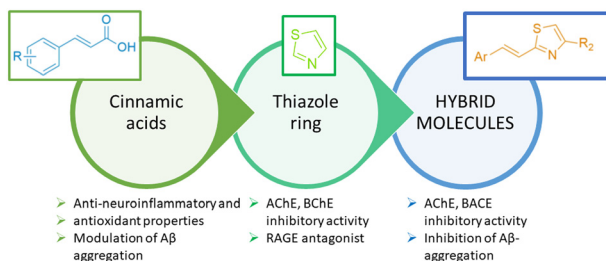 O
R
OH
S
N
S
Ar
N
R₂
Cinnamic
acids
Thiazole
ring
HYBRID
MOLECULES
➢ Anti-neuroinflammatory and
➢ antioxidant properties
➢ Modulation of Aβ
aggregation
➢ AChE, BChE
inhibitory activity
➢ RAGE antagonist
➢ AChE, BACE
inhibitory activity
➢ Inhibition of Aβ-
aggregation